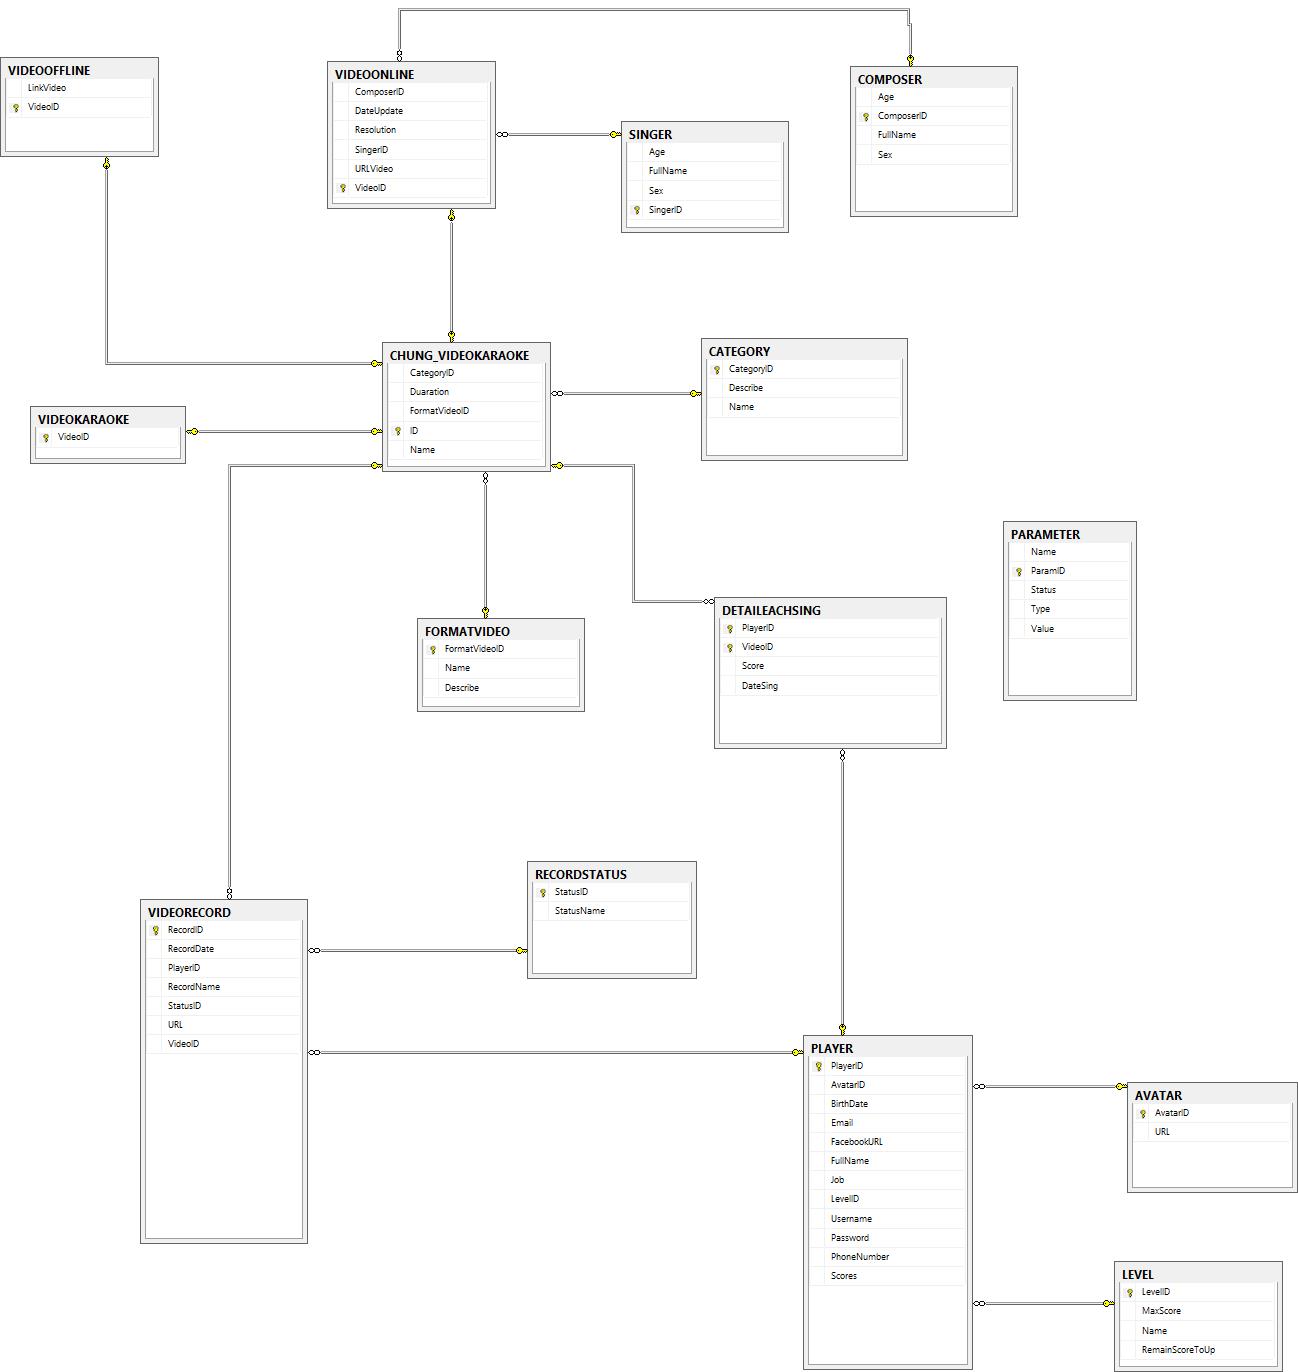 VIDEOOFFLINE
LinkVideo
VideoID
VIDEOONLINE
ComposerID
DateUpdate
Resolution
SingerID
URLVideo
VideoID
SINGER
Age
FullName
Sex
SingerID
COMPOSER
Age
ComposerID
FullName
Sex
CHUNG_VIDEOKARAOKE
CategoryID
Duaration
FormatVideoID
ID
Name
CATEGORY
CategoryID
Describe
Name
VIDEOKARAOKE
VideoID
PARAMETER
Name
ParamID
Status
Type
Value
FORMATVIDEO
FormatVideoID
Name
Describe
DETAILEACHSING
PlayerID
VideoID
Score
DateSing
RECORDSTATUS
StatusID
StatusName
VIDEORECORD
RecordID
RecordDate
PlayerID
RecordName
StatusID
URL
VideoID
PLAYER
PlayerID
AvatarID
BirthDate
Email
FacebookURL
FullName
Job
LevelID
Username
Password
PhoneNumber
Scores
AVATAR
AvatarID
URL
LEVEL
LevelID
MaxScore
Name
RemainScoreToUp